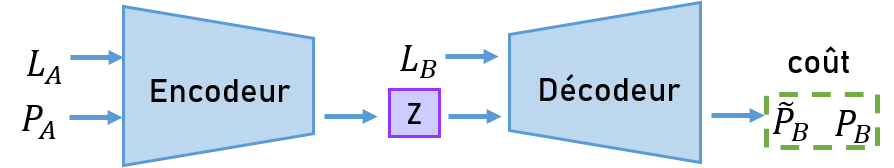 L_A
P_A
Encodeur
Z
L_B
Décodeur
coût
P̃_B P_B